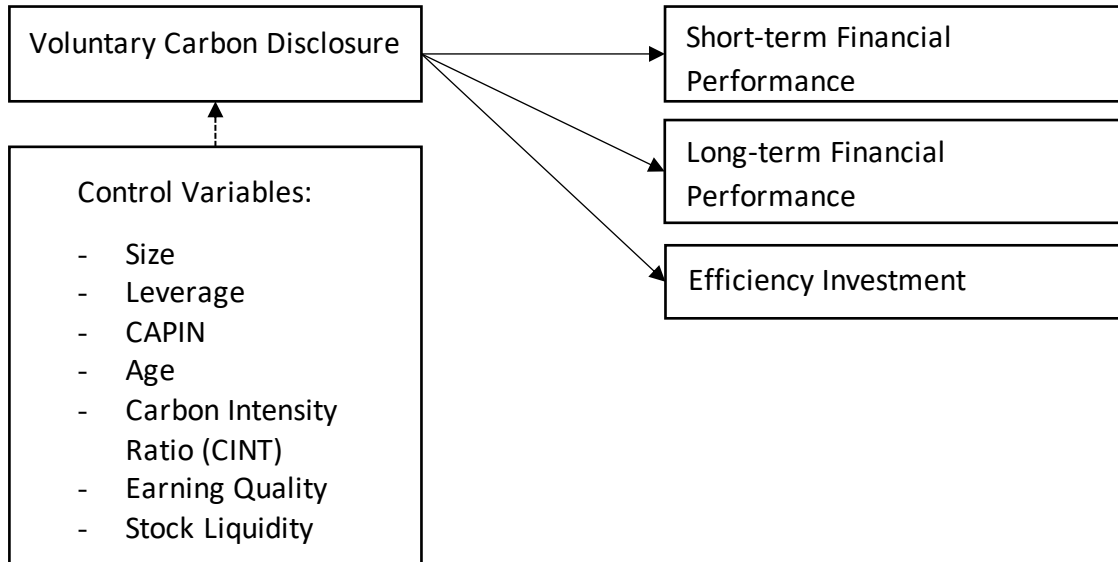 Voluntary Carbon Disclosure
Short-term Financial
Performance
Long-term Financial
Performance
Efficiency Investment
Control Variables:
- Size
- Leverage
- CAPIN
- Age
- Carbon Intensity
Ratio (CINT)
- Earning Quality
- Stock Liquidity